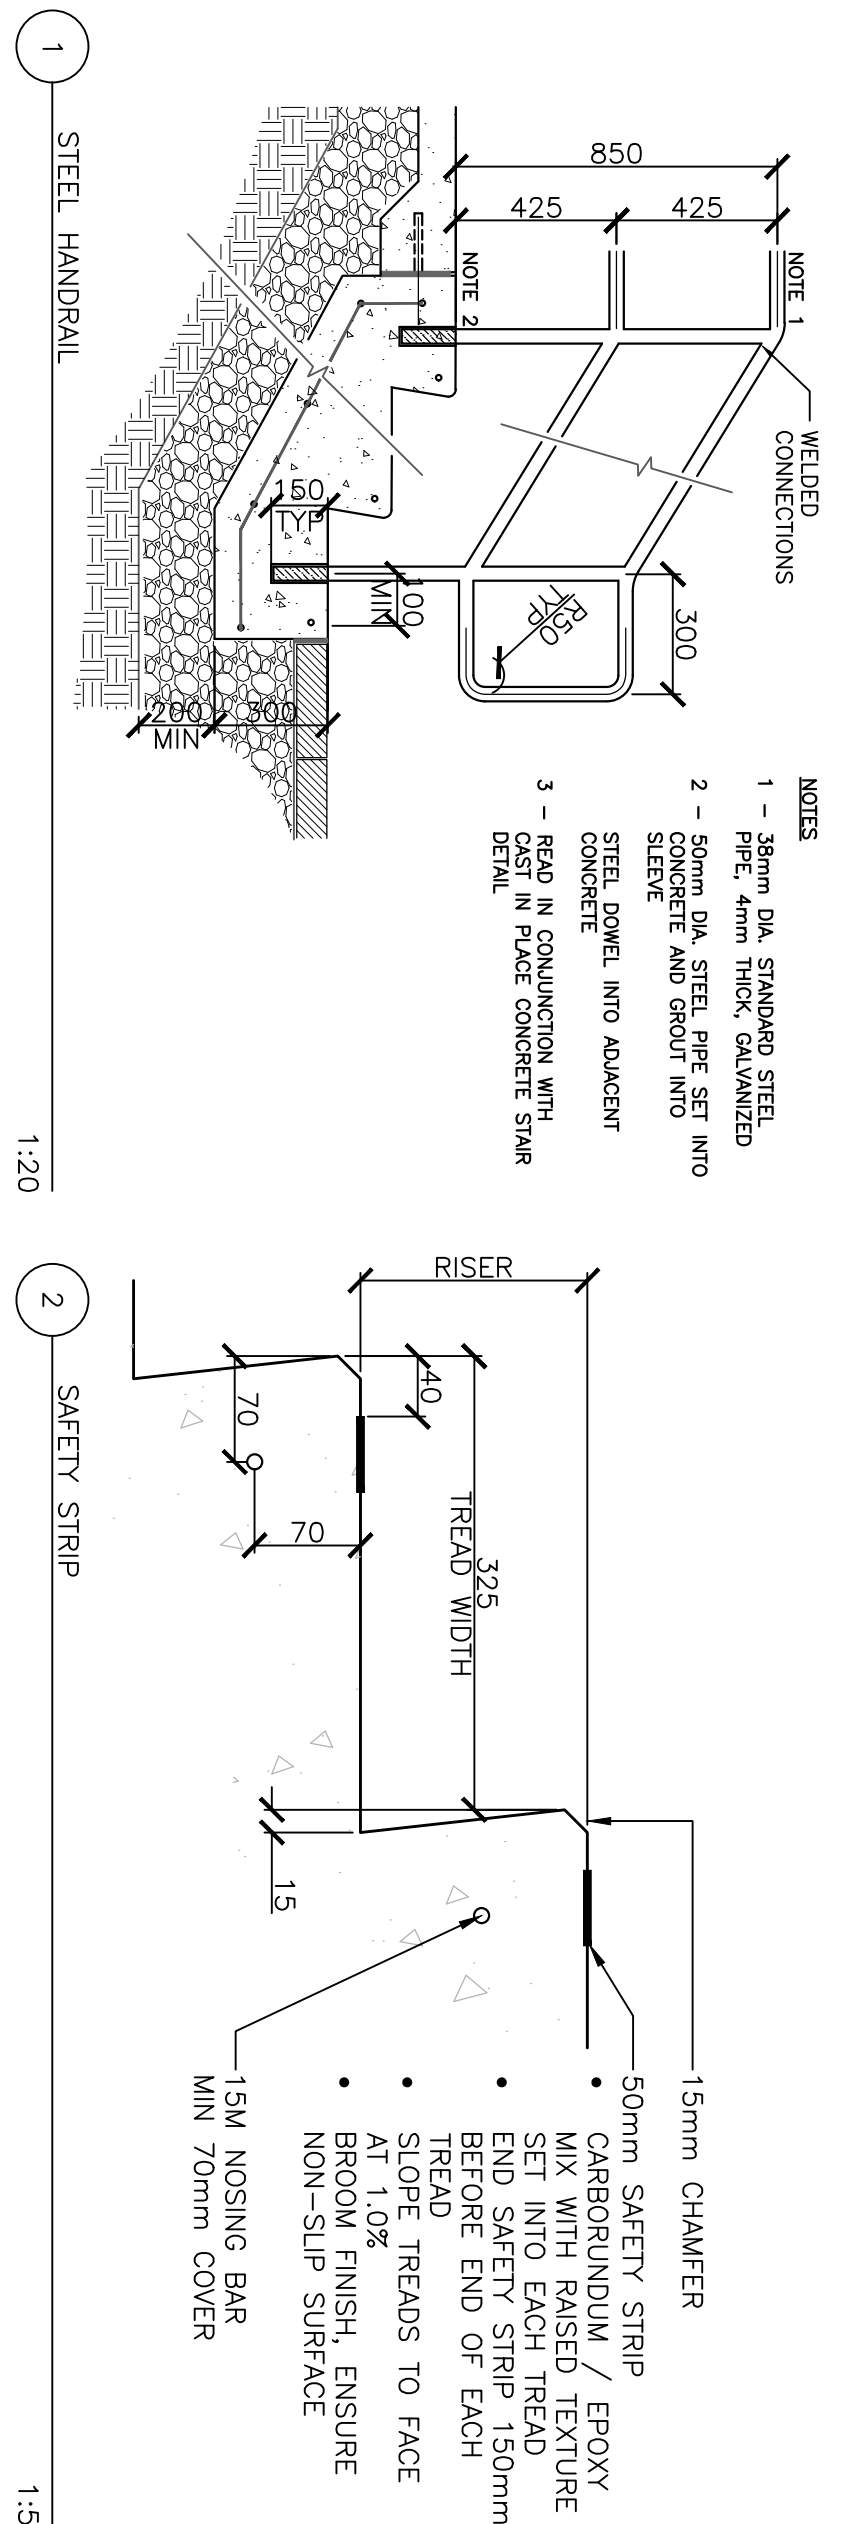 850
425
425
NOTE 1
NOTE 2
WELDED
CONNECTIONS
150
TYP
100
MIN
R50
TYP
300
200
MIN
300
NOTES
1 - 38mm DIA. STANDARD STEEL
PIPE, 4mm THICK, GALVANIZED
2 - 50mm DIA. STEEL PIPE SET INTO
CONCRETE AND GROUT INTO
SLEEVE
STEEL DOWEL INTO ADJACENT
CONCRETE
3 - READ IN CONJUNCTION WITH
CAST IN PLACE CONCRETE STAIR
DETAIL
1
STEEL HANDRAIL
1:20
RISER
40
70
70
325
TREAD WIDTH
15
15mm CHAMFER
50mm SAFETY STRIP
• CARBORUNDUM / EPOXY
MIX WITH RAISED TEXTURE
SET INTO EACH TREAD
• END SAFETY STRIP 150mm
BEFORE END OF EACH
TREAD
• SLOPE TREADS TO FACE
AT 1.0%
• BROOM FINISH, ENSURE
NON-SLIP SURFACE
15M NOSING BAR
MIN 70mm COVER
2
SAFETY STRIP
1:5